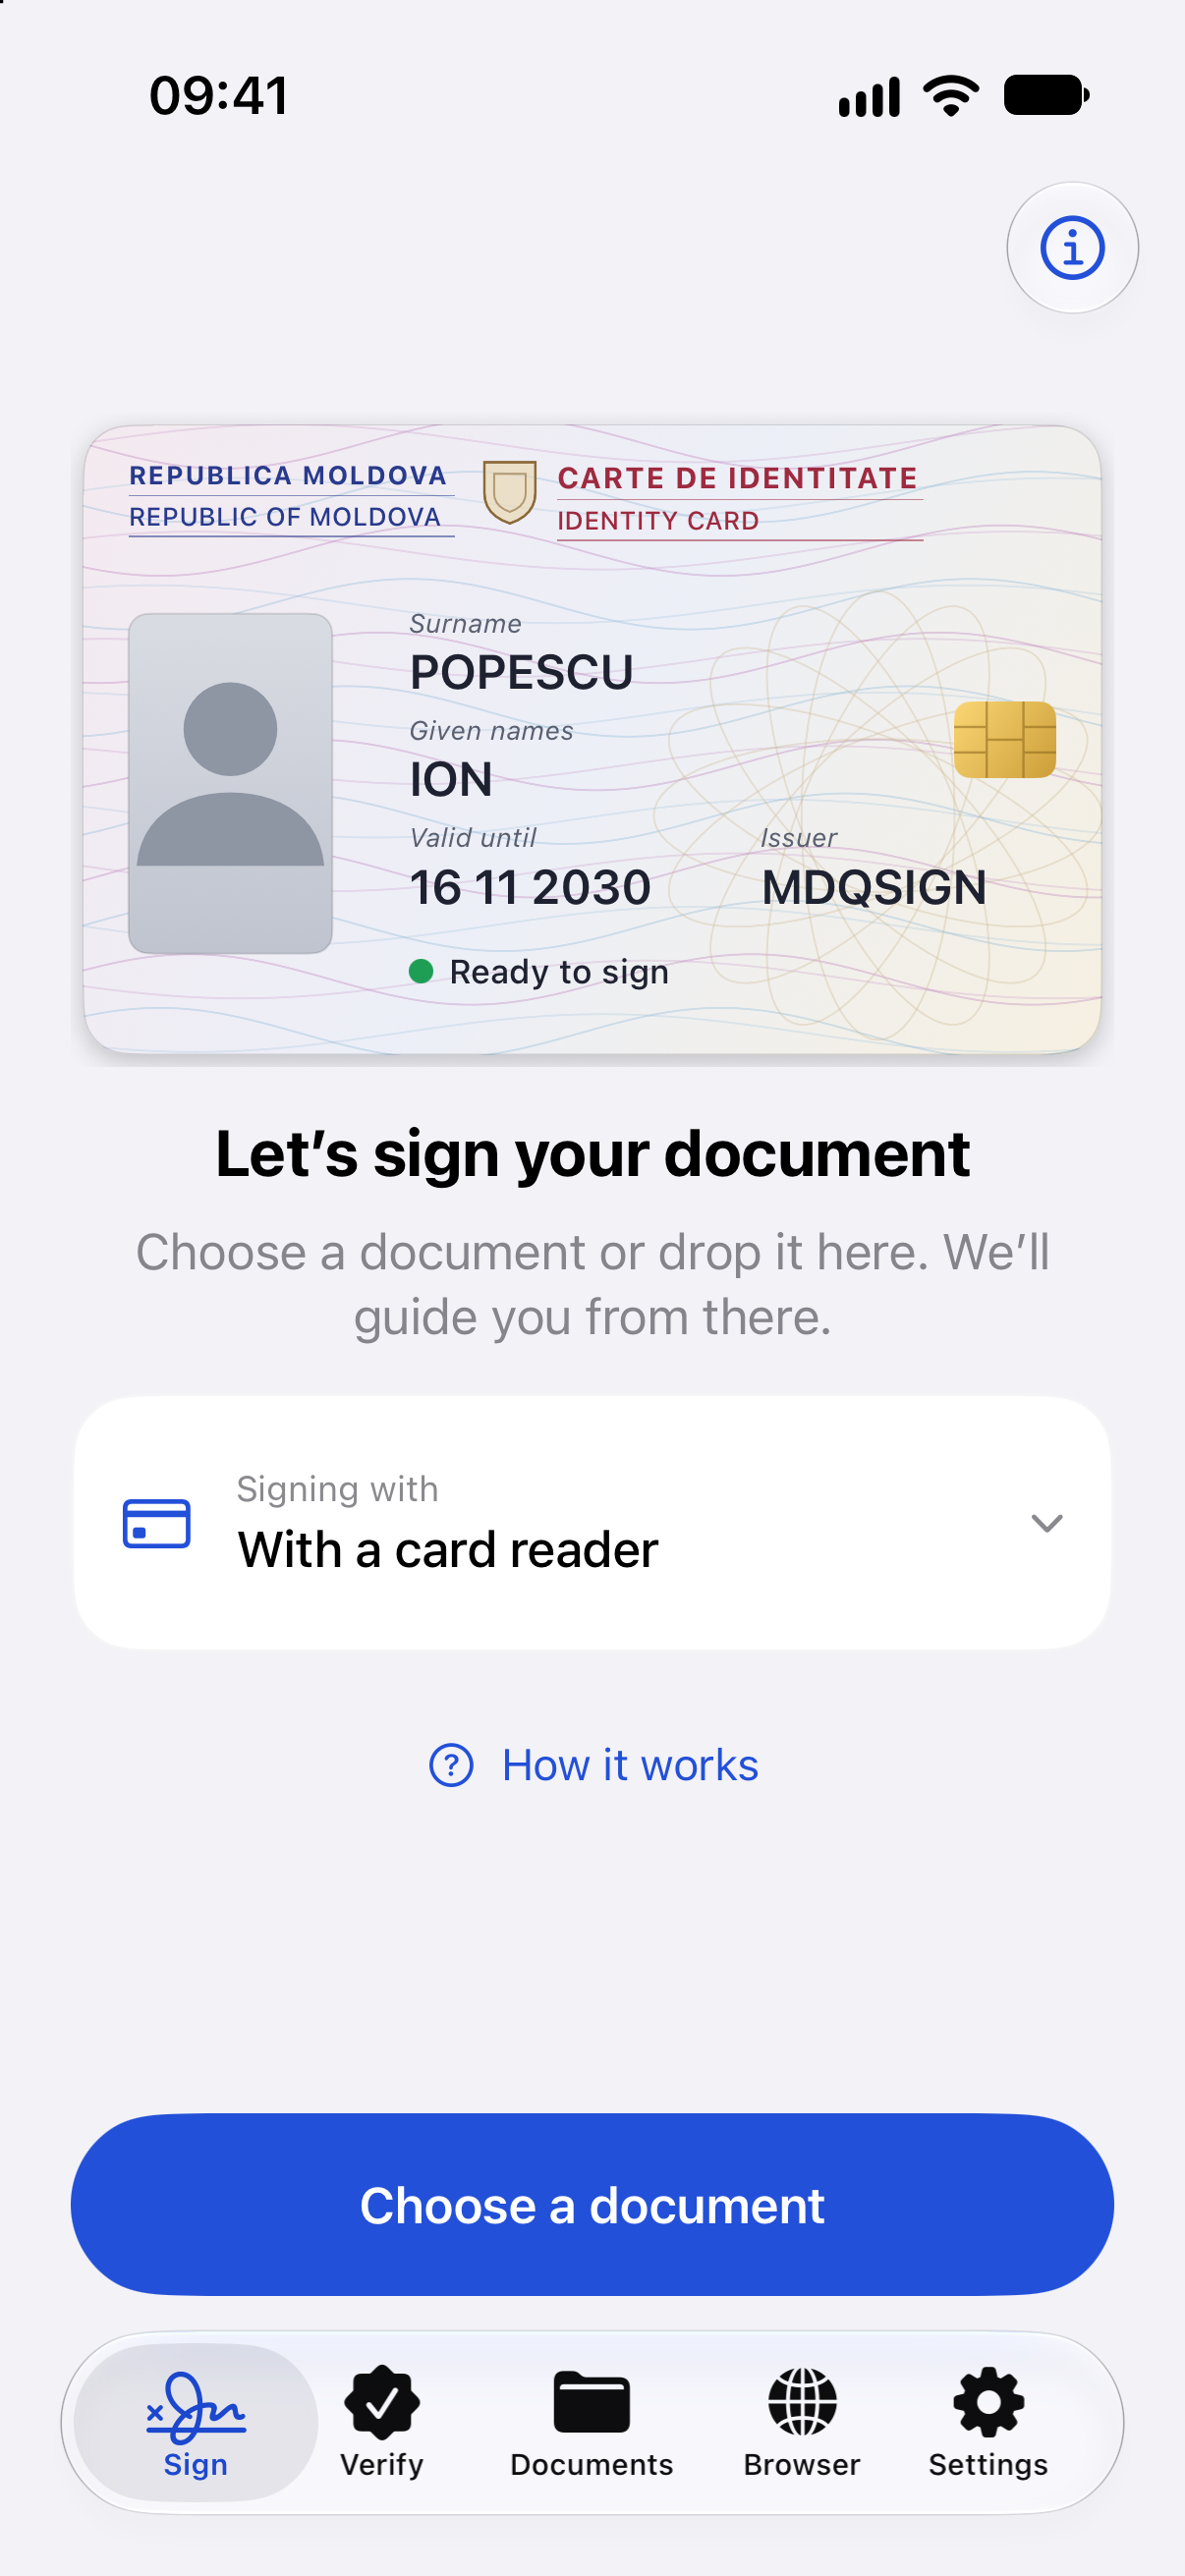 09:41
REPUBLICA MOLDOVA
REPUBLIC OF MOLDOVA
CARTE DE IDENTITATE
IDENTITY CARD
Surname
POPESCU
Given names
ION
Valid until
16 11 2030
Issuer
MDQSIGN
Ready to sign
Let’s sign your document
Choose a document or drop it here. We’ll
guide you from there.
Signing with
With a card reader
How it works
Choose a document
Sign
Verify
Documents
Browser
Settings